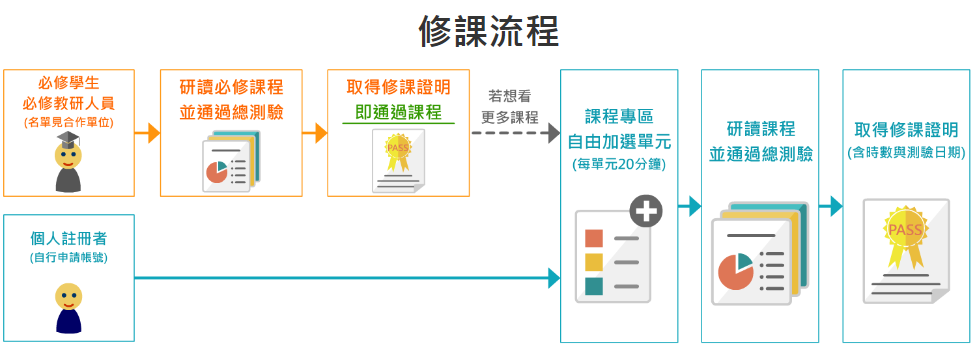 修課流程
必修學生
必修教研人員
(名單見合作單位)
研讀必修課程
並通過總測驗
取得修課證明
即通過課程
PASS
若想看
更多課程
課程專區
自由加選單元
(每單元20分鐘)
研讀課程
並通過總測驗
取得修課證明
(含時數與測驗日期)
PASS
個人註冊者
(自行申請帳號)